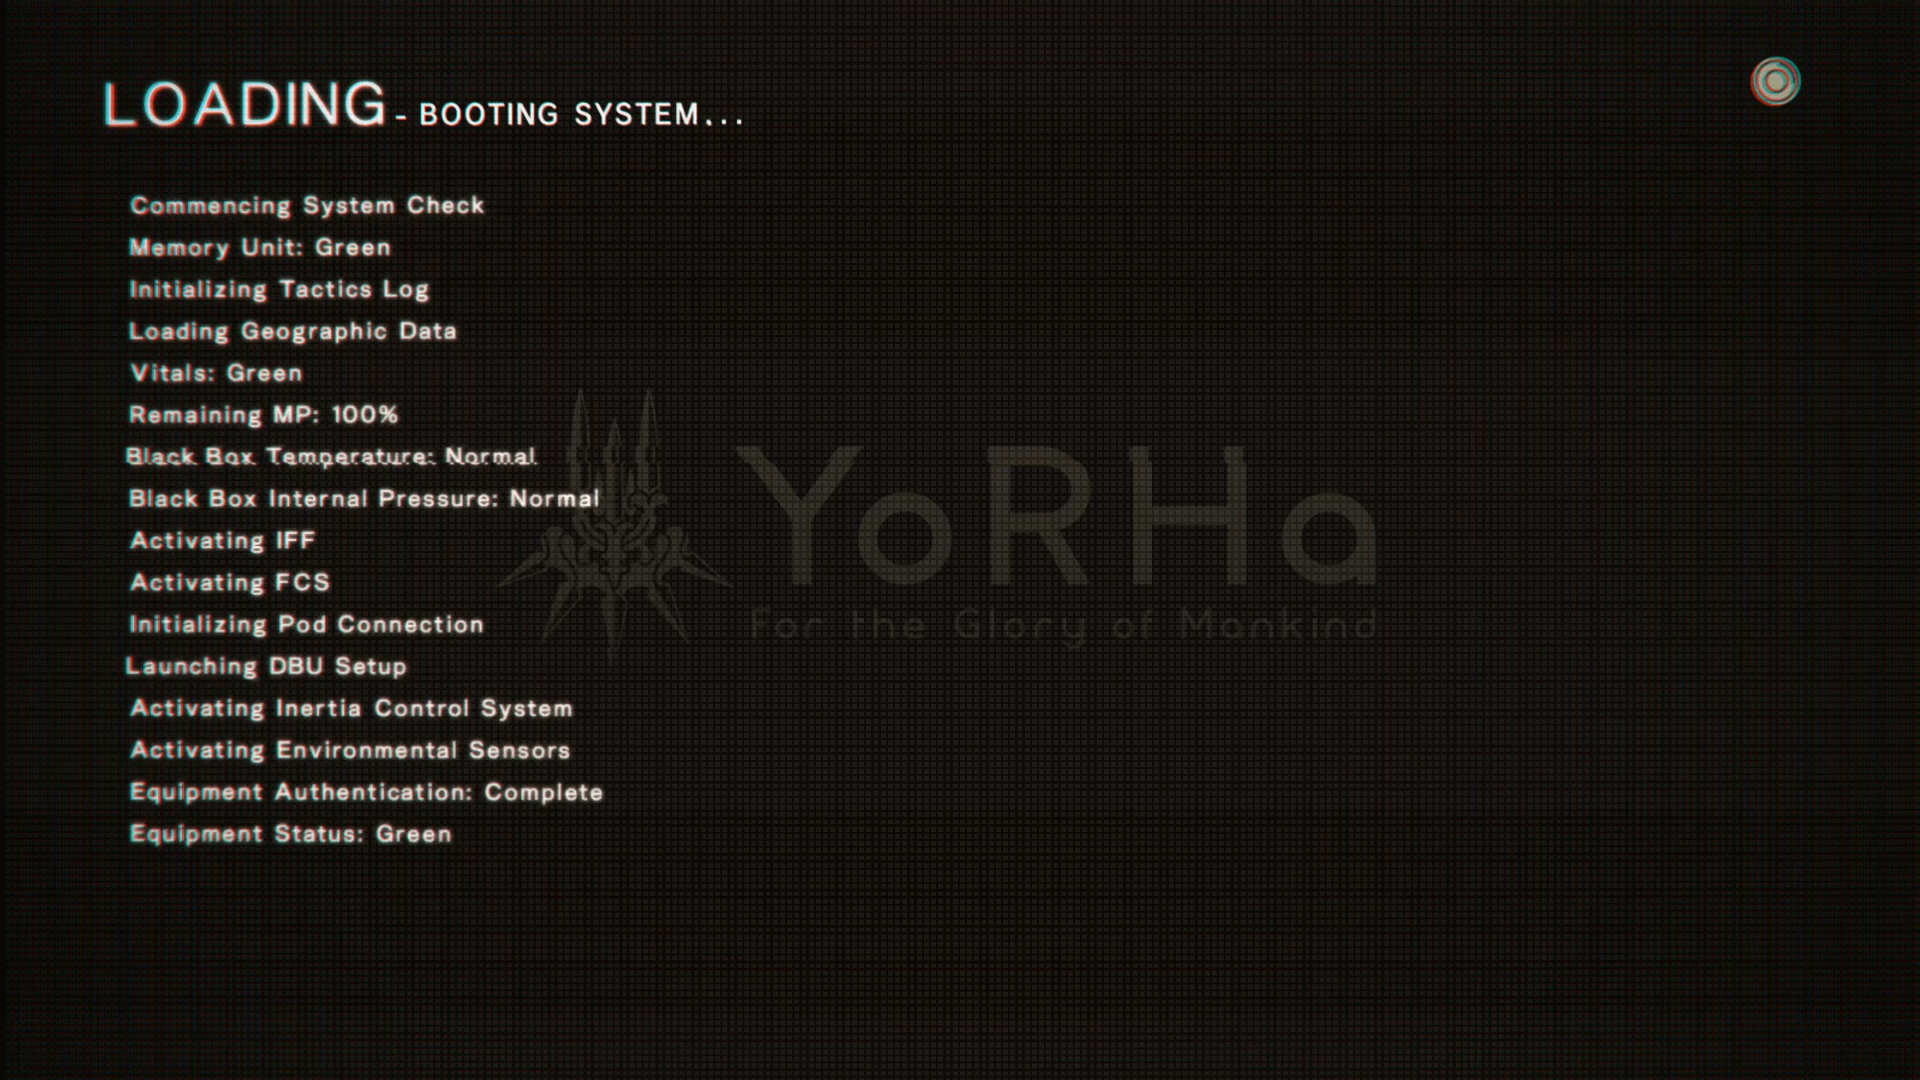 LOADING - BOOTING SYSTEM...
Commencing System Check
Memory Unit: Green
Initializing Tactics Log
Loading Geographic Data
Vitals: Green
Remaining MP: 100%
Black Box Temperature: Normal
Black Box Internal Pressure: Normal
Activating IFF
Activating FCS
Initializing Pod Connection
Launching DBU Setup
Activating Inertia Control System
Activating Environmental Sensors
Equipment Authentication: Complete
Equipment Status: Green
YoRHa
For the Glory of Mankind